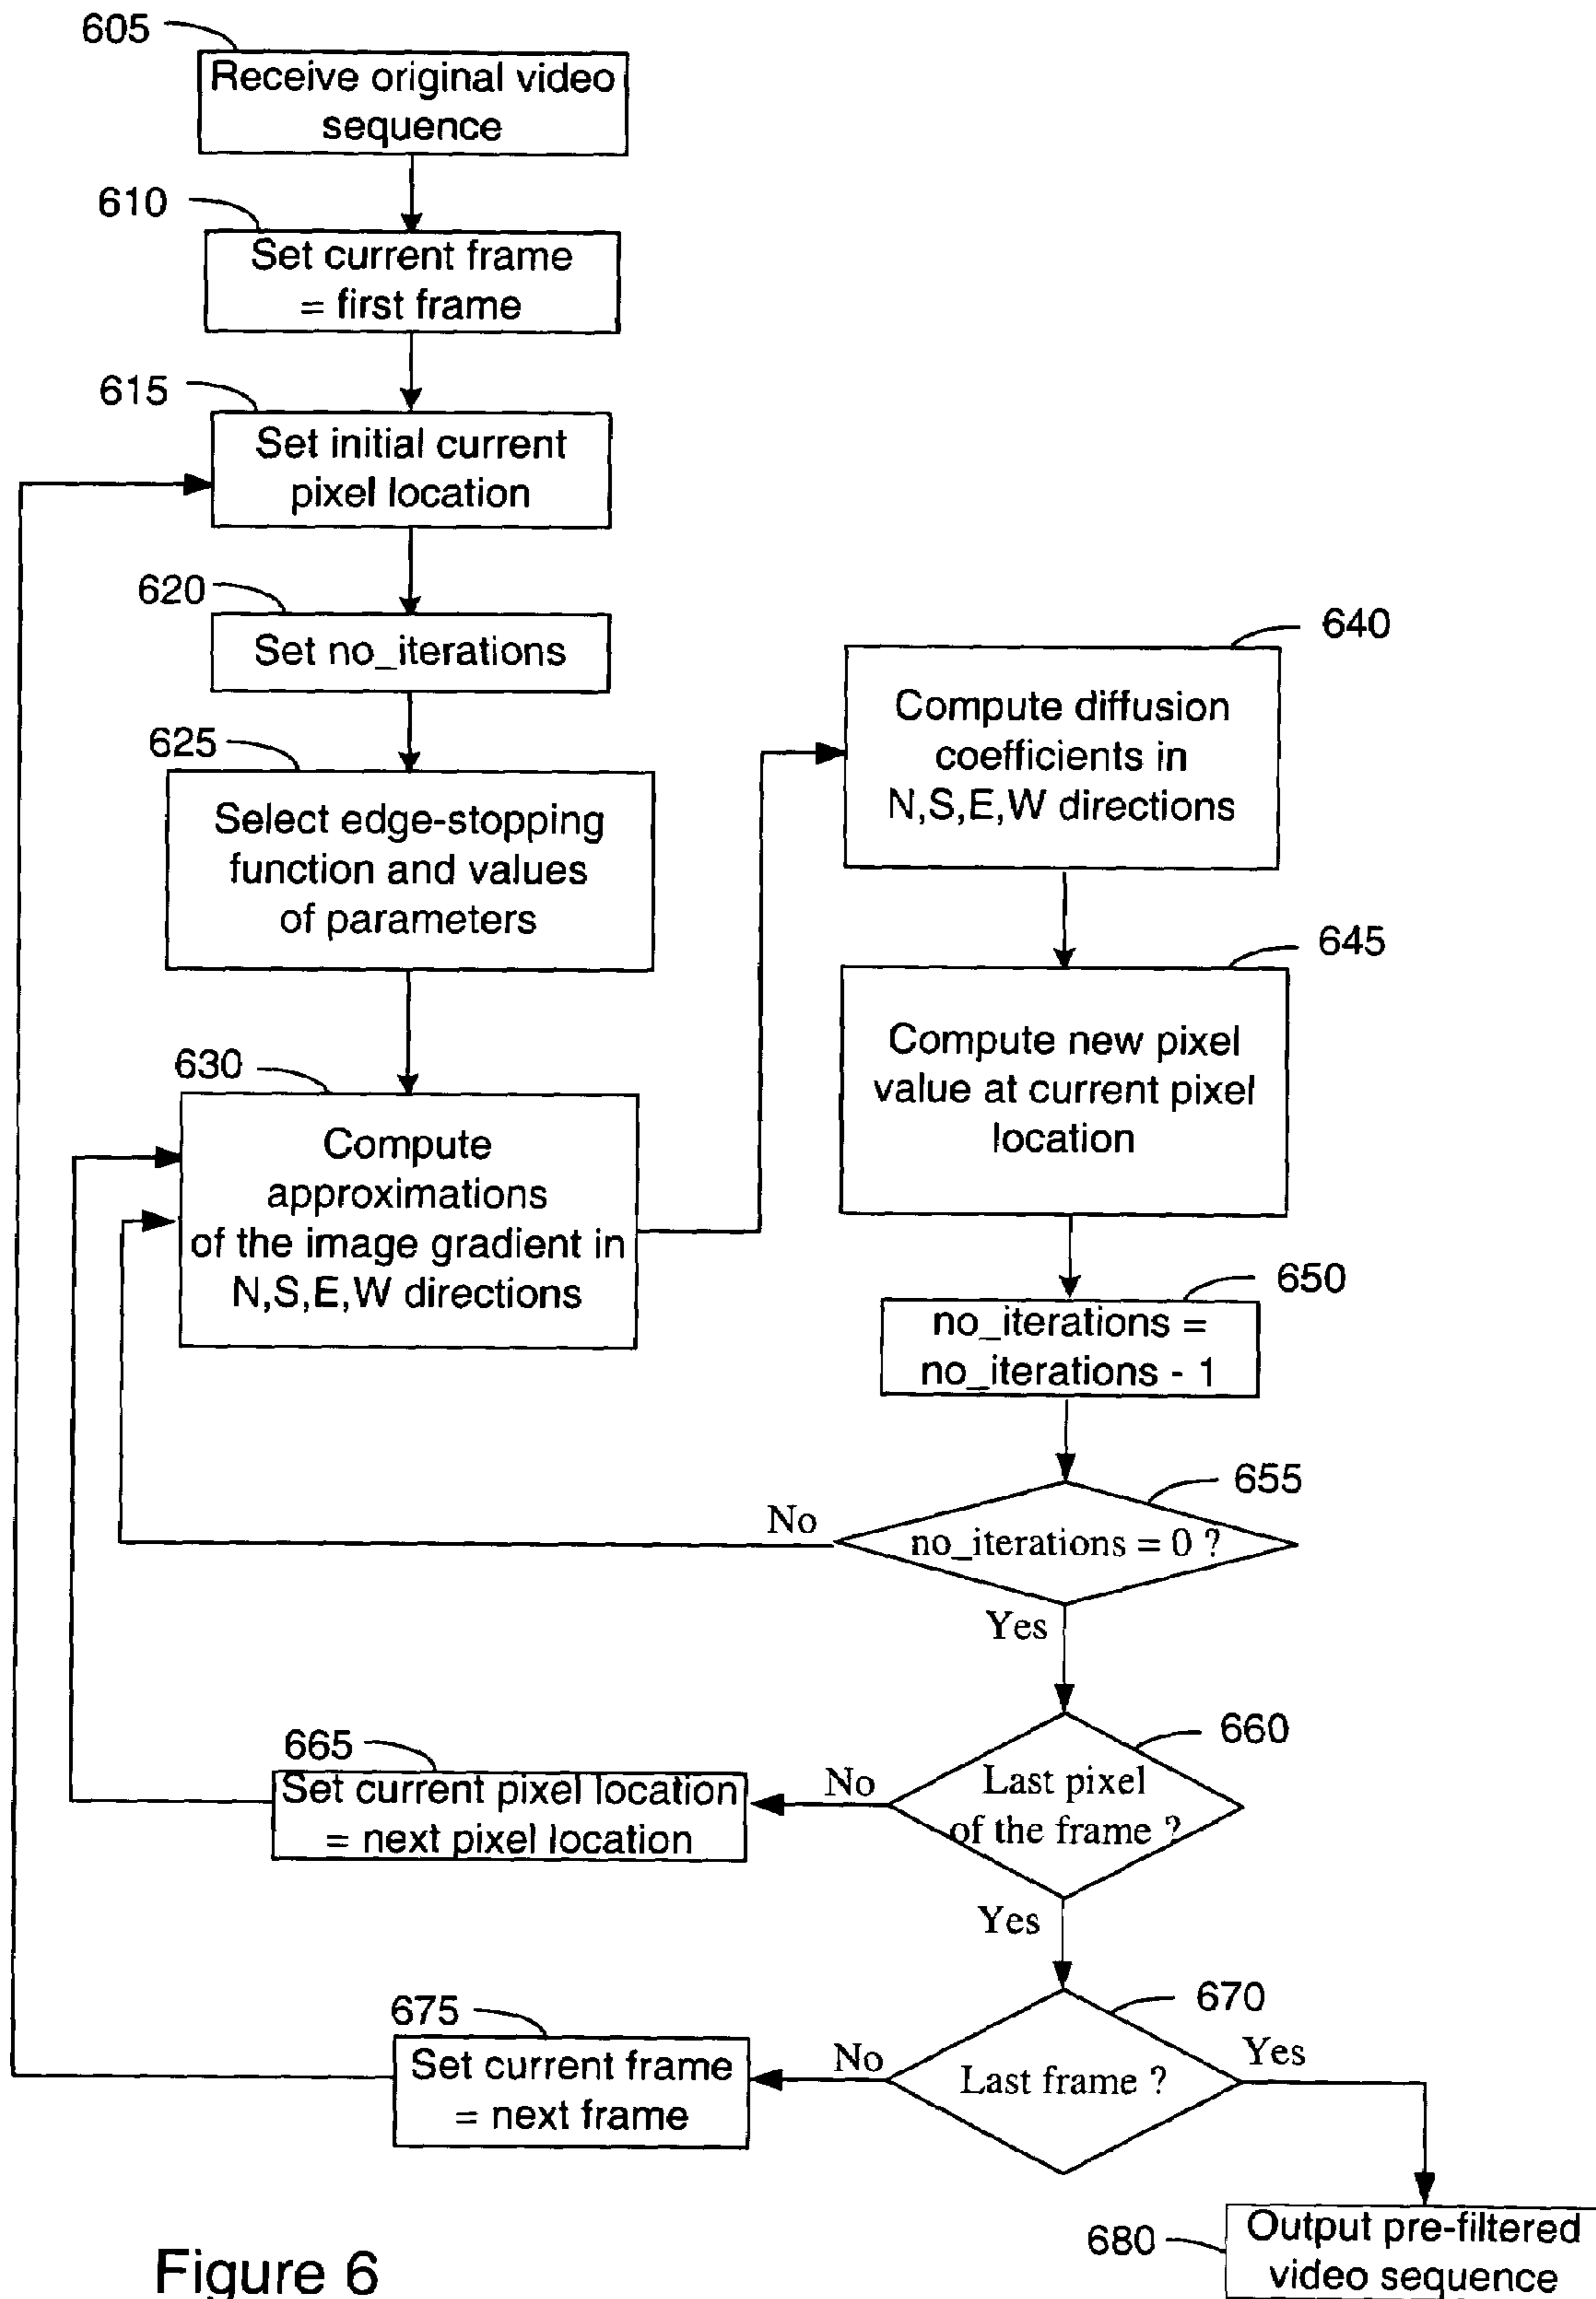 605
Receive original video
sequence
610
Set current frame
= first frame
615
Set initial current
pixel location
620
Set no_iterations
625
Select edge-stopping
function and values
of parameters
630
Compute
approximations
of the image gradient in
N,S,E,W directions
640
Compute diffusion
coefficients in
N,S,E,W directions
645
Compute new pixel
value at current pixel
location
650
no_iterations =
no_iterations - 1
655
no_iterations = 0 ?
No
Yes
660
Last pixel
of the frame ?
No
665
Set current pixel location
= next pixel location
Yes
670
Last frame ?
No
Yes
675
Set current frame
= next frame
680
Output pre-filtered
video sequence
Figure 6